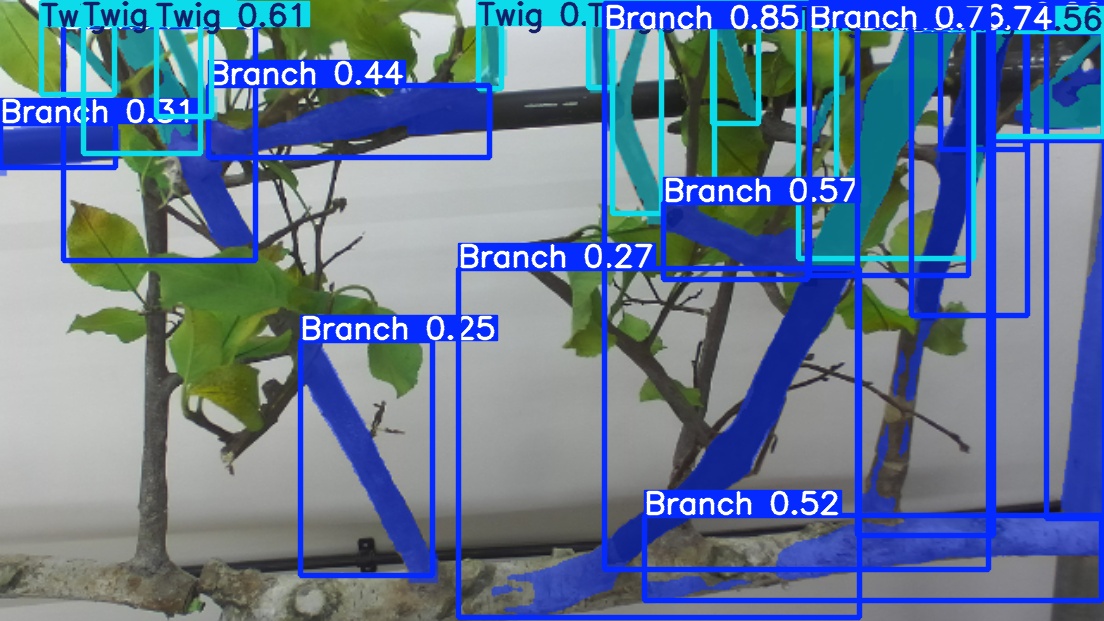 Twig Twig 0.61
Twig
Branch 0.85
Branch
.56
Branch 0.44
Branch 0.31
Branch 0.57
Branch 0.27
Branch 0.25
Branch 0.52